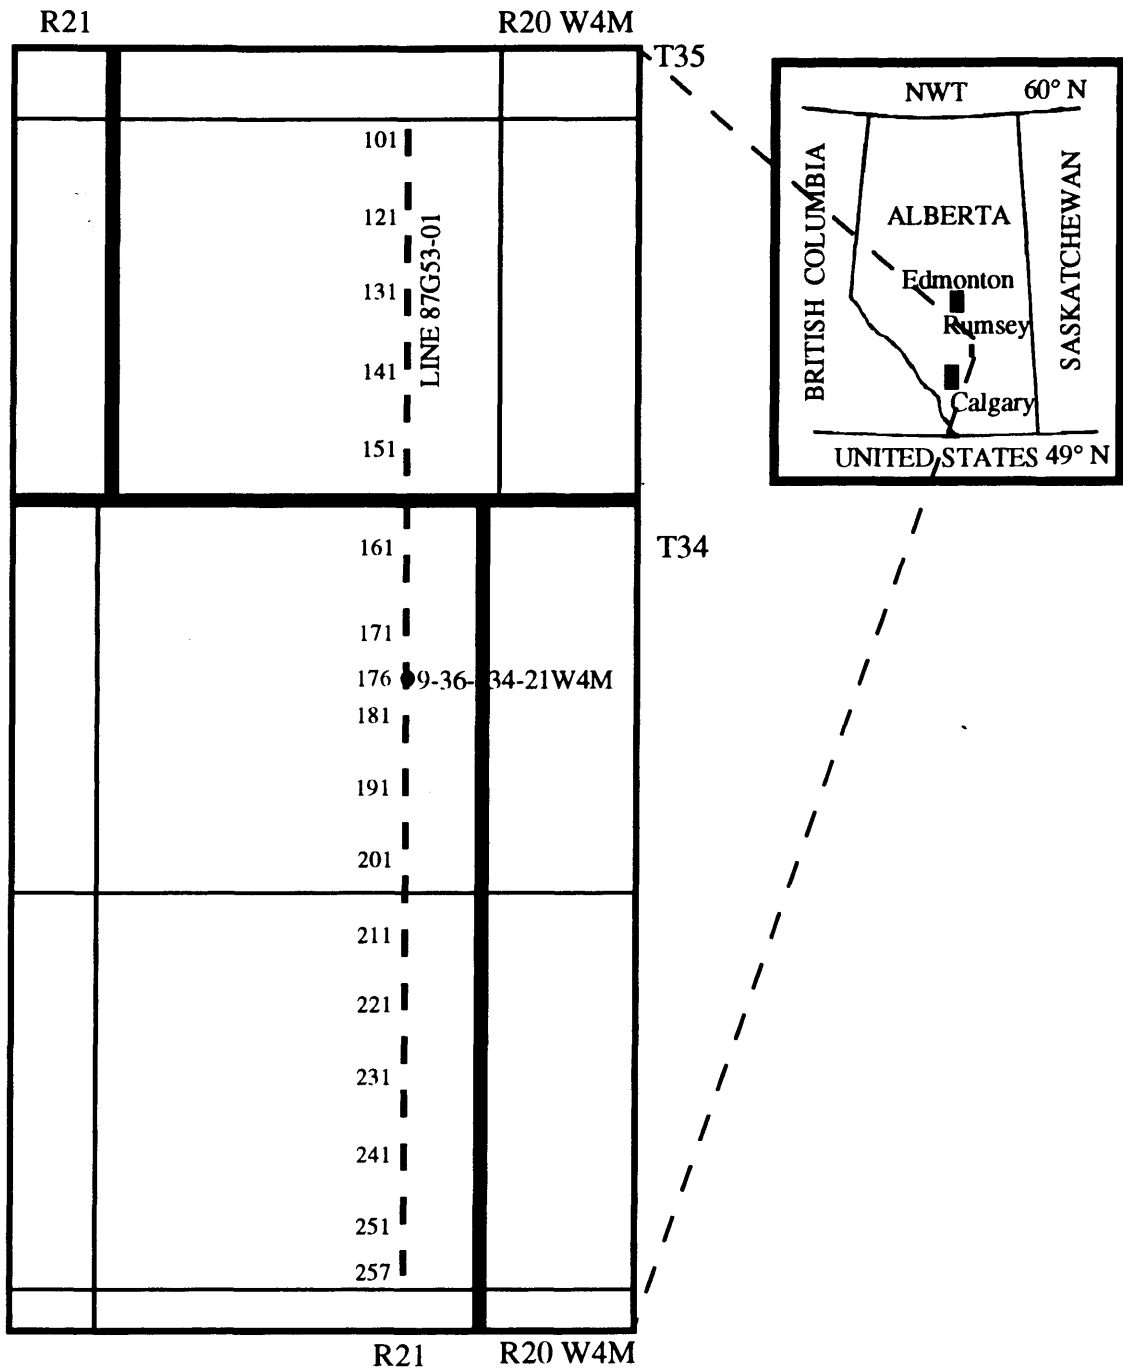 R21
R20 W4M
T35
101
121
131
141
151
LINE 87G53-01
161
T34
171
176
9-36-34-21W4M
181
191
201
211
221
231
241
251
257
R21
R20 W4M
NWT
60° N
BRITISH COLUMBIA
ALBERTA
SASKATCHEWAN
Edmonton
Rumsey
Calgary
UNITED STATES
49° N